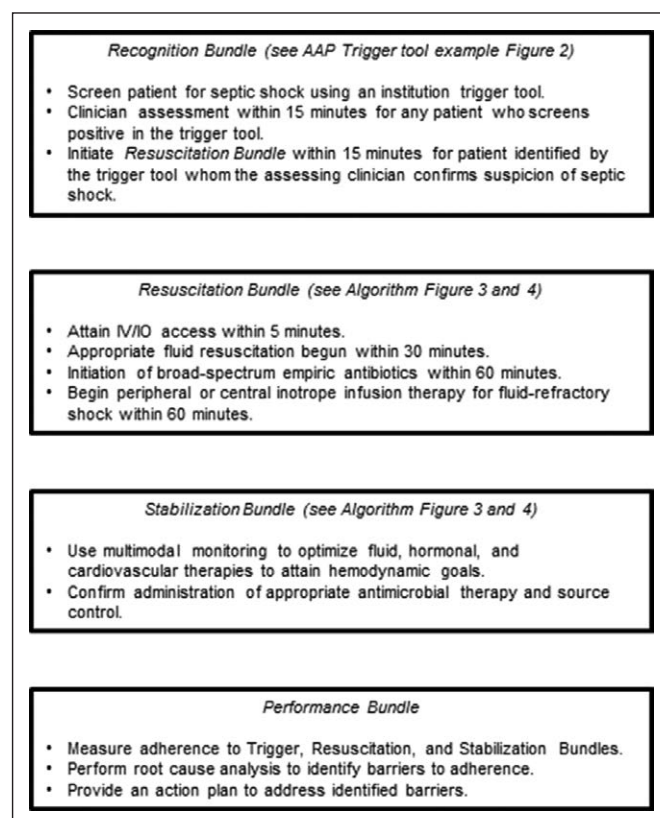 Recognition Bundle (see AAP Trigger tool example Figure 2)
• Screen patient for septic shock using an institution trigger tool.
• Clinician assessment within 15 minutes for any patient who screens
positive in the trigger tool.
• Initiate Resuscitation Bundle within 15 minutes for patient identified by
the trigger tool whom the assessing clinician confirms suspicion of septic
shock.
Resuscitation Bundle (see Algorithm Figure 3 and 4)
• Attain IV/IO access within 5 minutes.
• Appropriate fluid resuscitation begun within 30 minutes.
• Initiation of broad-spectrum empiric antibiotics within 60 minutes.
• Begin peripheral or central inotrope infusion therapy for fluid-refractory
shock within 60 minutes.
Stabilization Bundle (see Algorithm Figure 3 and 4)
• Use multimodal monitoring to optimize fluid, hormonal, and
cardiovascular therapies to attain hemodynamic goals.
• Confirm administration of appropriate antimicrobial therapy and source
control.
Performance Bundle
• Measure adherence to Trigger, Resuscitation, and Stabilization Bundles.
• Perform root cause analysis to identify barriers to adherence.
• Provide an action plan to address identified barriers.